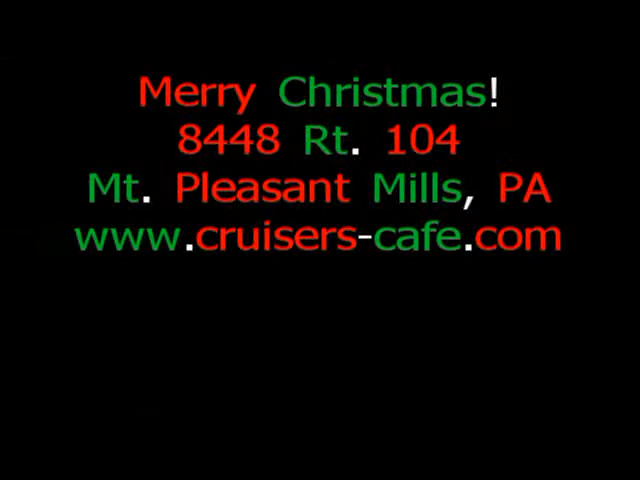 Merry Christmas!
8448 Rt. 104
Mt. Pleasant Mills, PA
www.cruisers-cafe.com